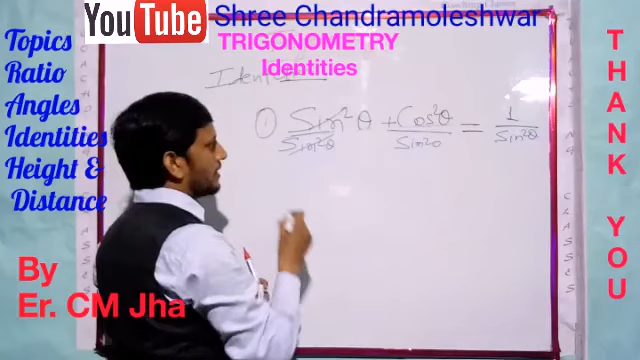 YouTube
Shree Chandramoleshwar
TRIGONOMETRY
Identities
Topics
Ratio
Angles
Identities
Height &
Distance
By
Er. CM Jha
THANK YOU
① Sin²θ/Sin²θ + Cos²θ/Sin²θ = 1/Sin²θ
CLASSES